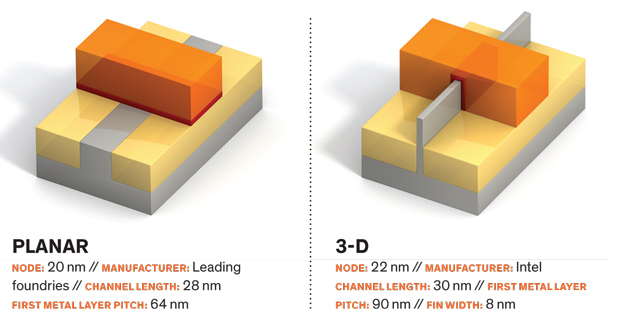 PLANAR
NODE: 20 nm // MANUFACTURER: Leading
foundries // CHANNEL LENGTH: 28 nm
FIRST METAL LAYER PITCH: 64 nm
3-D
NODE: 22 nm // MANUFACTURER: Intel
CHANNEL LENGTH: 30 nm // FIRST METAL LAYER
PITCH: 90 nm // FIN WIDTH: 8 nm